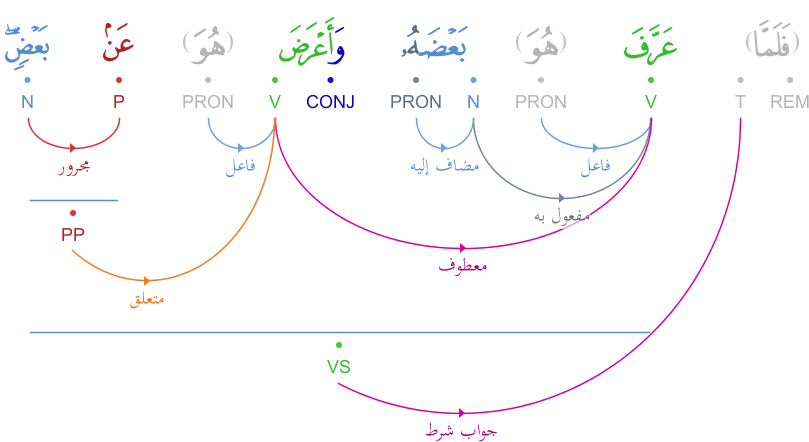 (فَلَمَّا) عَرَّفَ (هُوَ) بَعْضَهُۥ وَأَعْرَضَ (هُوَ) عَنۢ بَعْضٍۢ ۖ
REM T V PRON N PRON CONJ V PRON P N
مجرور فاعل مضاف إليه فاعل
مفعول به
PP
معطوف
متعلق
VS
جواب شرط